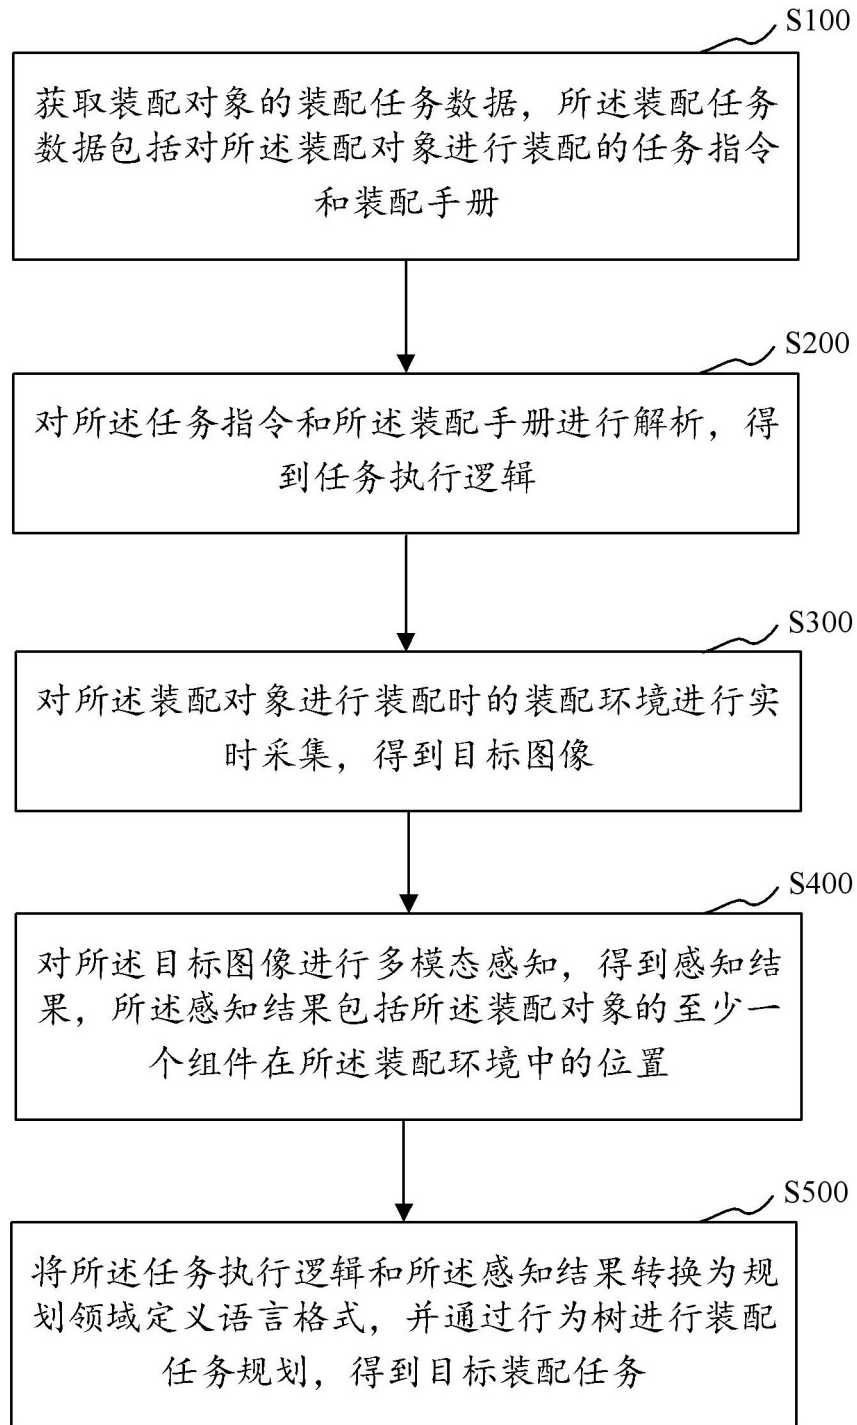 S100
获取装配对象的装配任务数据，所述装配任务
数据包括对所述装配对象进行装配的任务指令
和装配手册
S200
对所述任务指令和所述装配手册进行解析，得
到任务执行逻辑
S300
对所述装配对象进行装配时的装配环境进行实
时采集，得到目标图像
S400
对所述目标图像进行多模态感知，得到感知结
果，所述感知结果包括所述装配对象的至少一
个组件在所述装配环境中的位置
S500
将所述任务执行逻辑和所述感知结果转换为规
划领域定义语言格式，并通过行为树进行装配
任务规划，得到目标装配任务